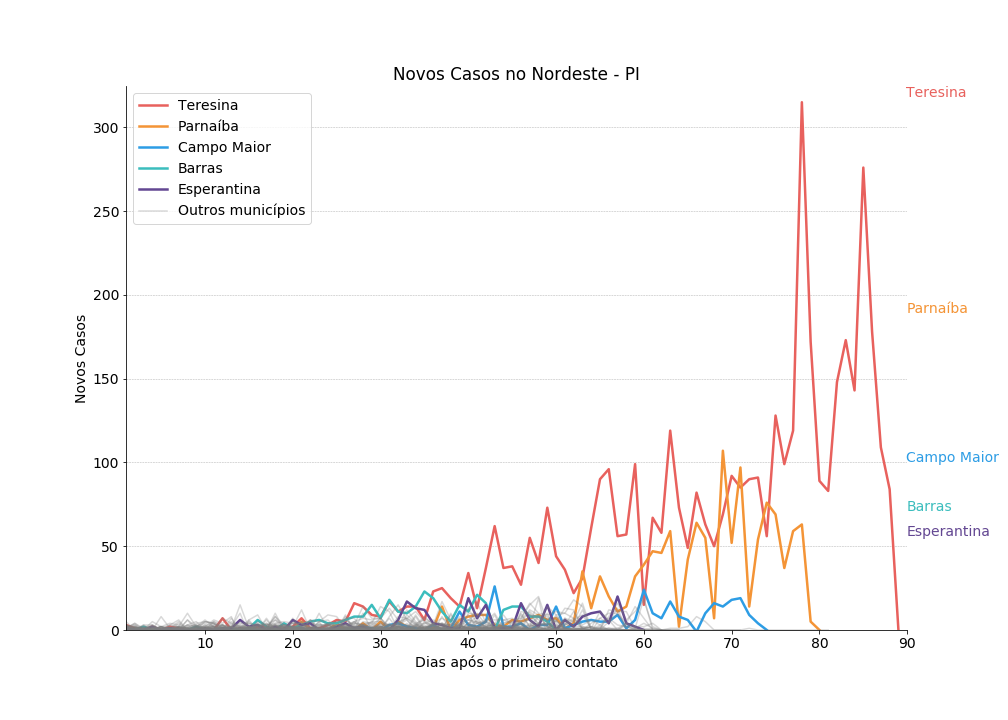 Novos Casos no Nordeste - PI
Teresina
Parnaíba
Campo Maior
Barras
Esperantina
Outros municípios
Teresina
Parnaíba
Campo Maior
Barras
Esperantina
Novos Casos
300
250
200
150
100
50
0
10
20
30
40
50
60
70
80
90
Dias após o primeiro contato